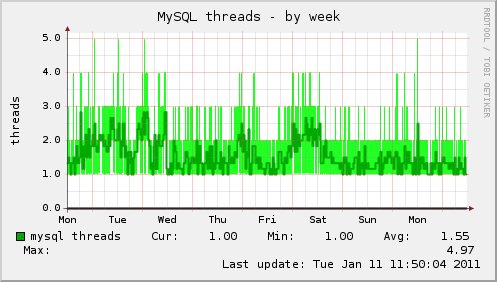 MySQL threads - by week
RRDTOOL / TOBI OETIKER
threads
5.0
4.0
3.0
2.0
1.0
0.0
Mon Tue Wed Thu Fri Sat Sun Mon
mysql threads Cur: 1.00 Min: 1.00 Avg: 1.55
Max: 4.97
Last update: Tue Jan 11 11:50:04 2011